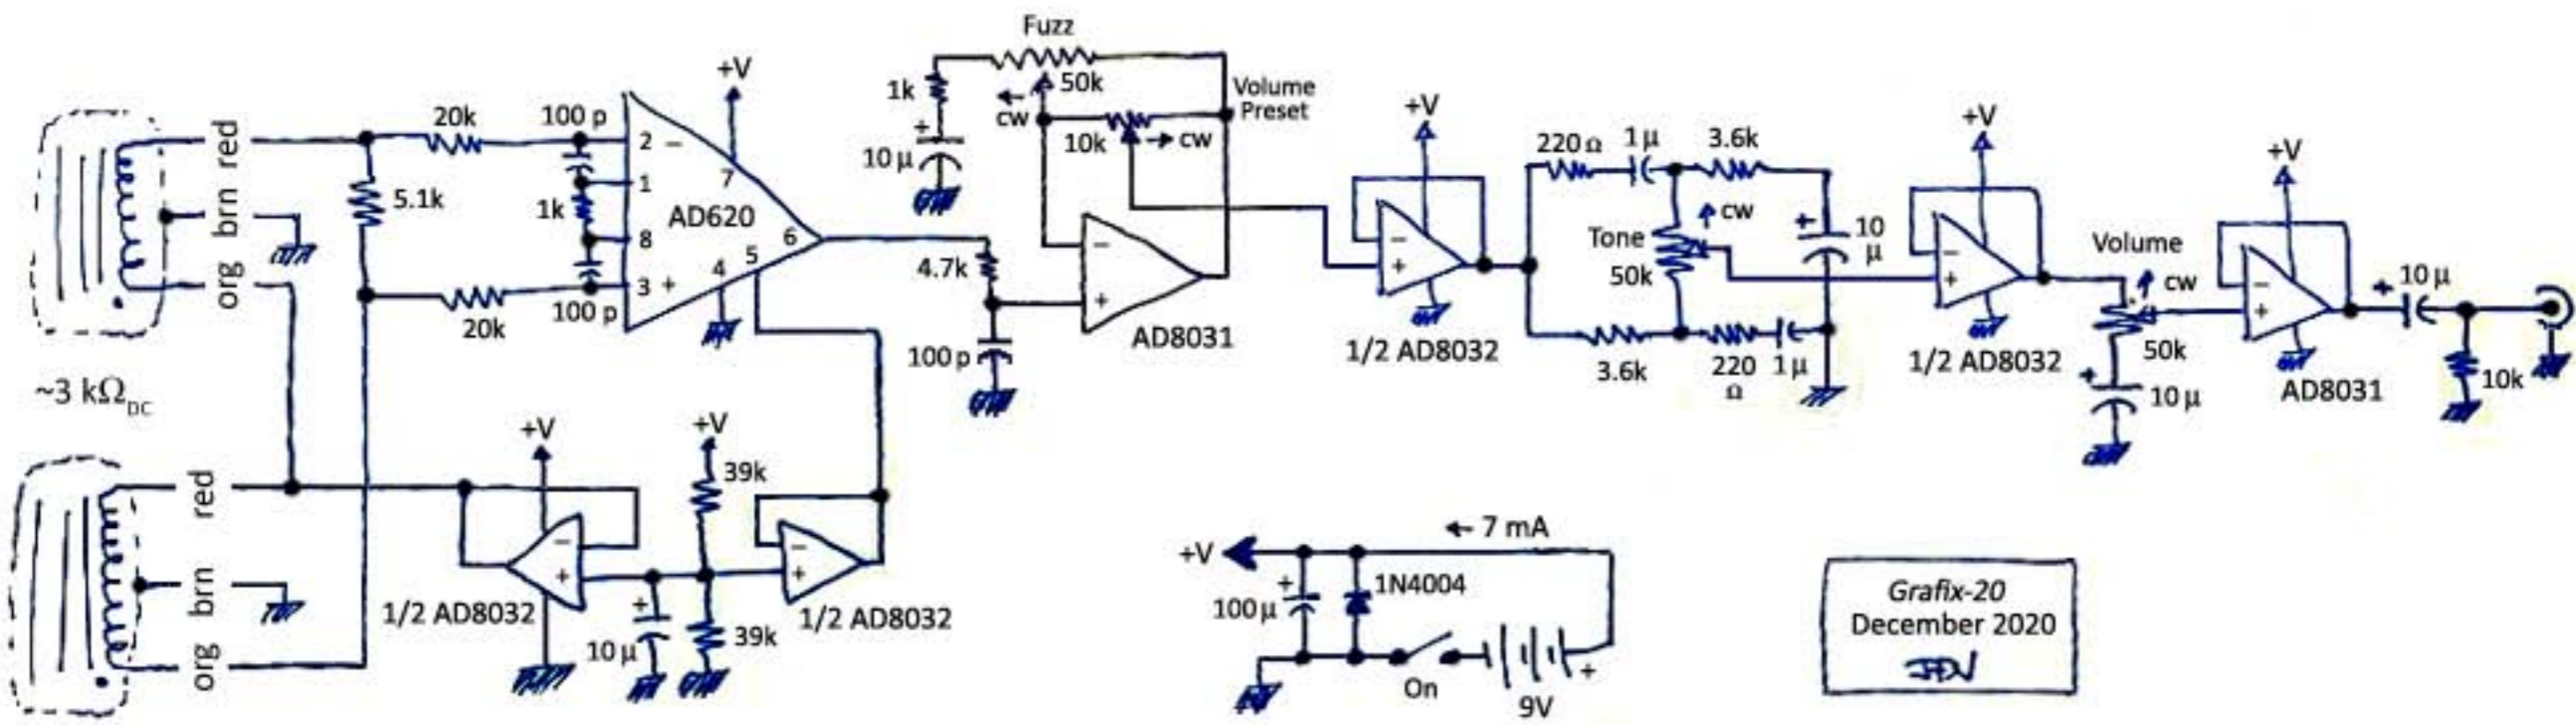 red
brn
org
~3 kΩDC
red
brn
org
20k
5.1k
20k
100 p
1k
100 p
+V
2
−
1
7
AD620
8
6
5
4
3
+
Fuzz
50k
1k
+
10 µ
← cw
10k
→ cw
Volume
Preset
4.7k
100 p
−
+
AD8031
+V
−
+
1/2 AD8032
220 Ω
1 µ
3.6k
cw
Tone
50k
+
10
µ
3.6k
220
Ω
1 µ
+V
−
+
1/2 AD8032
Volume
cw
50k
+
10 µ
+V
−
+
AD8031
+
10 µ
10k
+V
−
+
1/2 AD8032
+V
39k
+
10 µ
39k
−
+
1/2 AD8032
← 7 mA
+V
+
100 µ
1N4004
On
9V
+
Grafix-20
December 2020